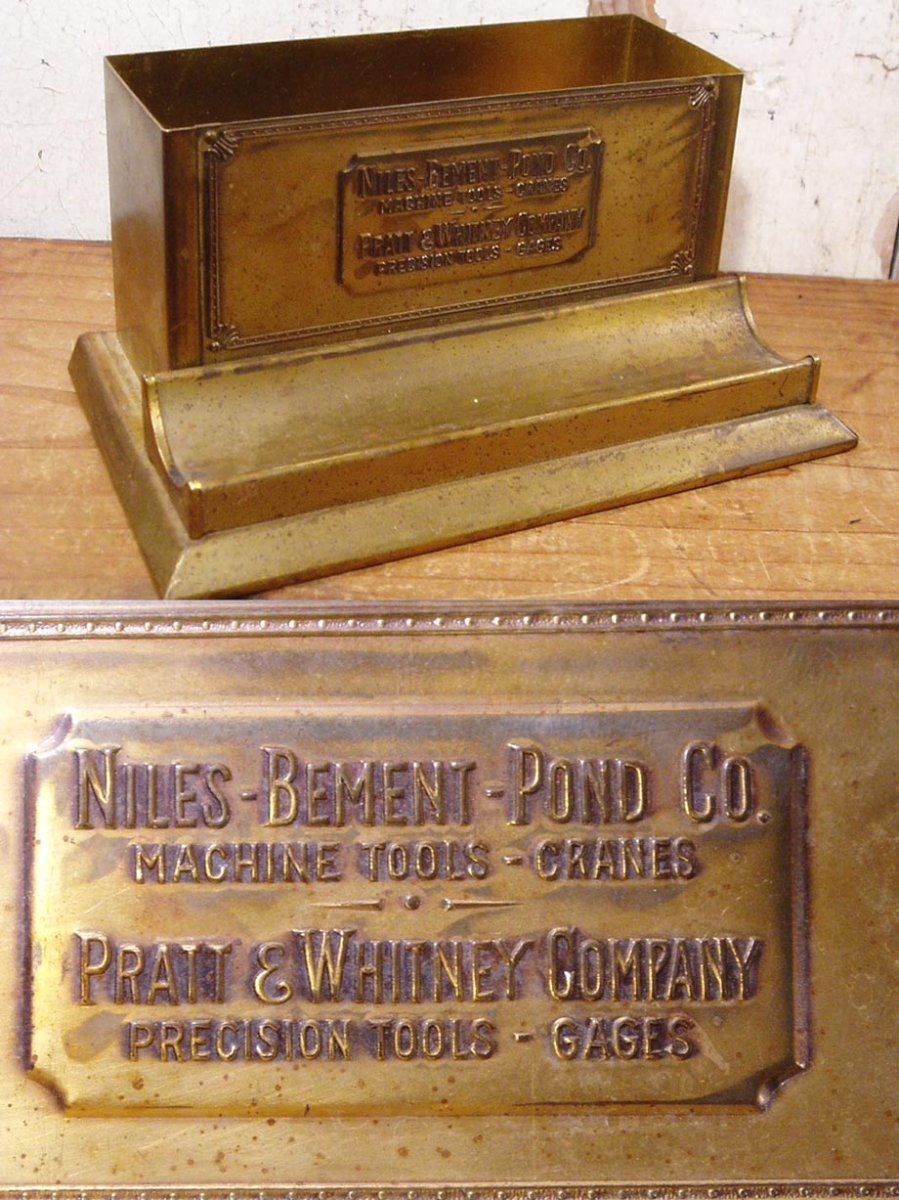 NILES-BEMENT-POND CO.
MACHINE TOOLS - CRANES
PRATT & WHITNEY COMPANY
PRECISION TOOLS - GAGES
NILES-BEMENT-POND CO.
MACHINE TOOLS - CRANES
PRATT & WHITNEY COMPANY
PRECISION TOOLS - GAGES